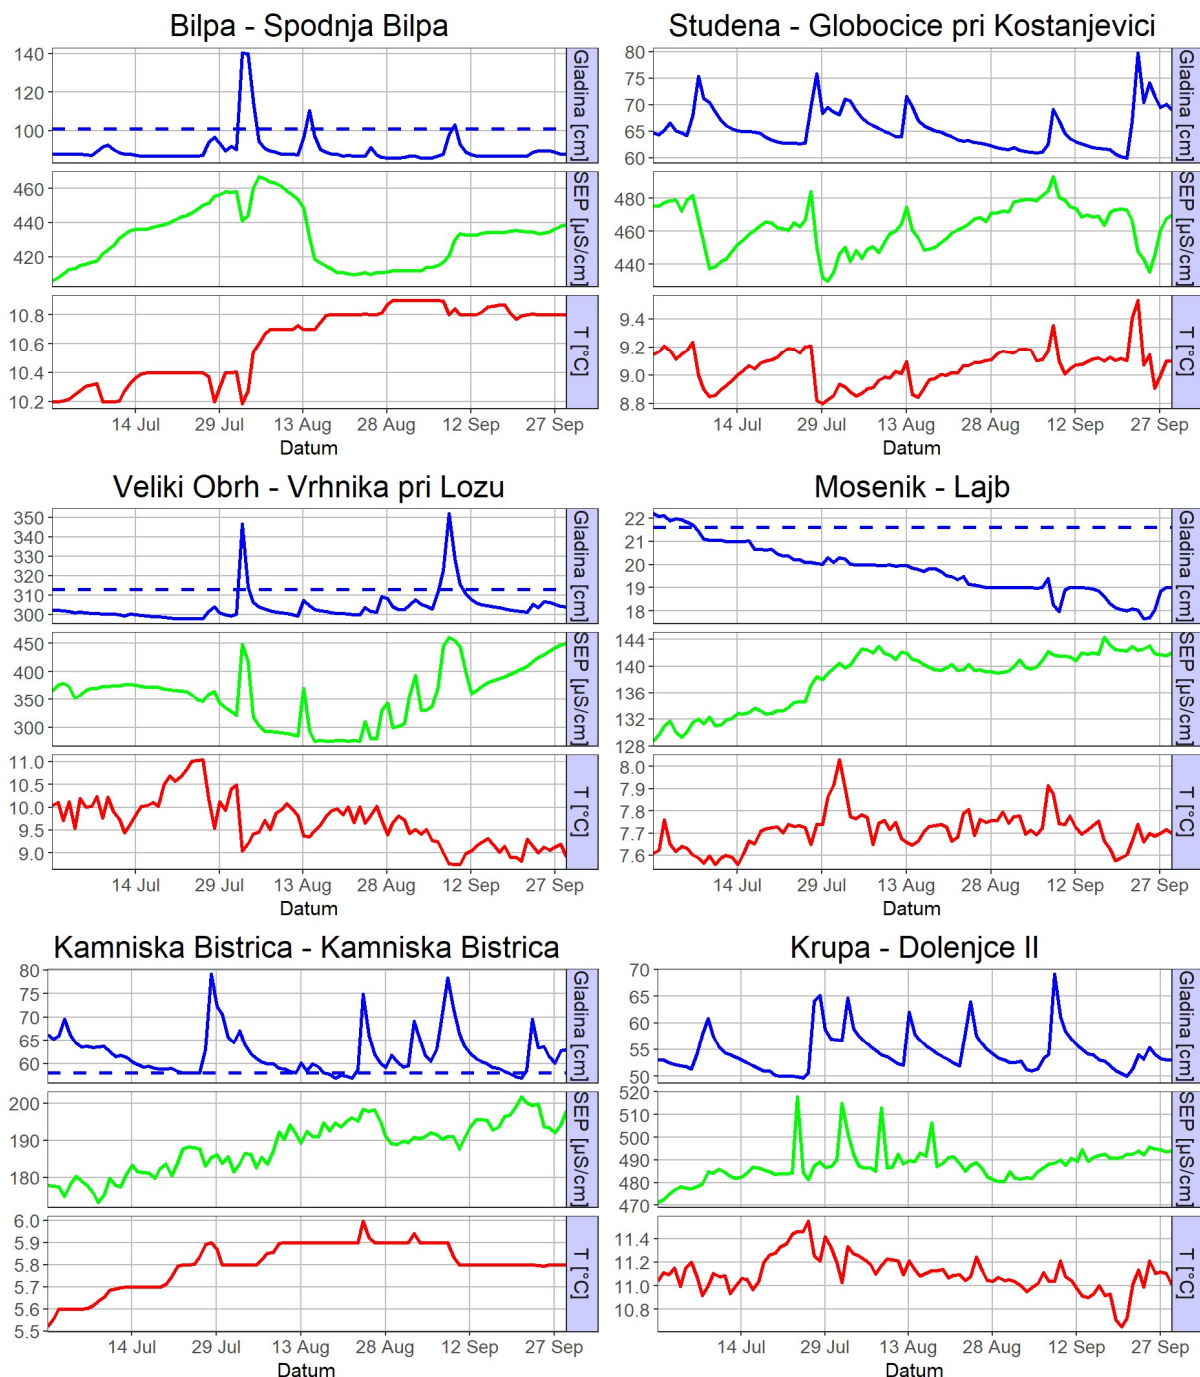 Bilpa - Spodnja Bilpa
140
120
100
Gladina [cm]
460
440
420
SEP [µS/cm]
10.8
10.6
10.4
10.2
T [°C]
14 Jul 29 Jul 13 Aug 28 Aug 12 Sep 27 Sep
Datum
Studena - Globocice pri Kostanjevici
80
75
70
65
60
Gladina [cm]
480
460
440
SEP [µS/cm]
9.4
9.2
9.0
8.8
T [°C]
14 Jul 29 Jul 13 Aug 28 Aug 12 Sep 27 Sep
Datum
Veliki Obrh - Vrhnika pri Lozu
350
340
330
320
310
300
Gladina [cm]
450
400
350
300
SEP [µS/cm]
11.0
10.5
10.0
9.5
9.0
T [°C]
14 Jul 29 Jul 13 Aug 28 Aug 12 Sep 27 Sep
Datum
Mosenik - Lajb
22
21
20
19
18
Gladina [cm]
144
140
136
132
128
SEP [µS/cm]
8.0
7.9
7.8
7.7
7.6
T [°C]
14 Jul 29 Jul 13 Aug 28 Aug 12 Sep 27 Sep
Datum
Kamniska Bistrica - Kamniska Bistrica
80
75
70
65
60
Gladina [cm]
200
190
180
SEP [µS/cm]
6.0
5.9
5.8
5.7
5.6
5.5
T [°C]
14 Jul 29 Jul 13 Aug 28 Aug 12 Sep 27 Sep
Datum
Krupa - Dolenjce II
70
65
60
55
50
Gladina [cm]
520
510
500
490
480
470
SEP [µS/cm]
11.4
11.2
11.0
10.8
T [°C]
14 Jul 29 Jul 13 Aug 28 Aug 12 Sep 27 Sep
Datum